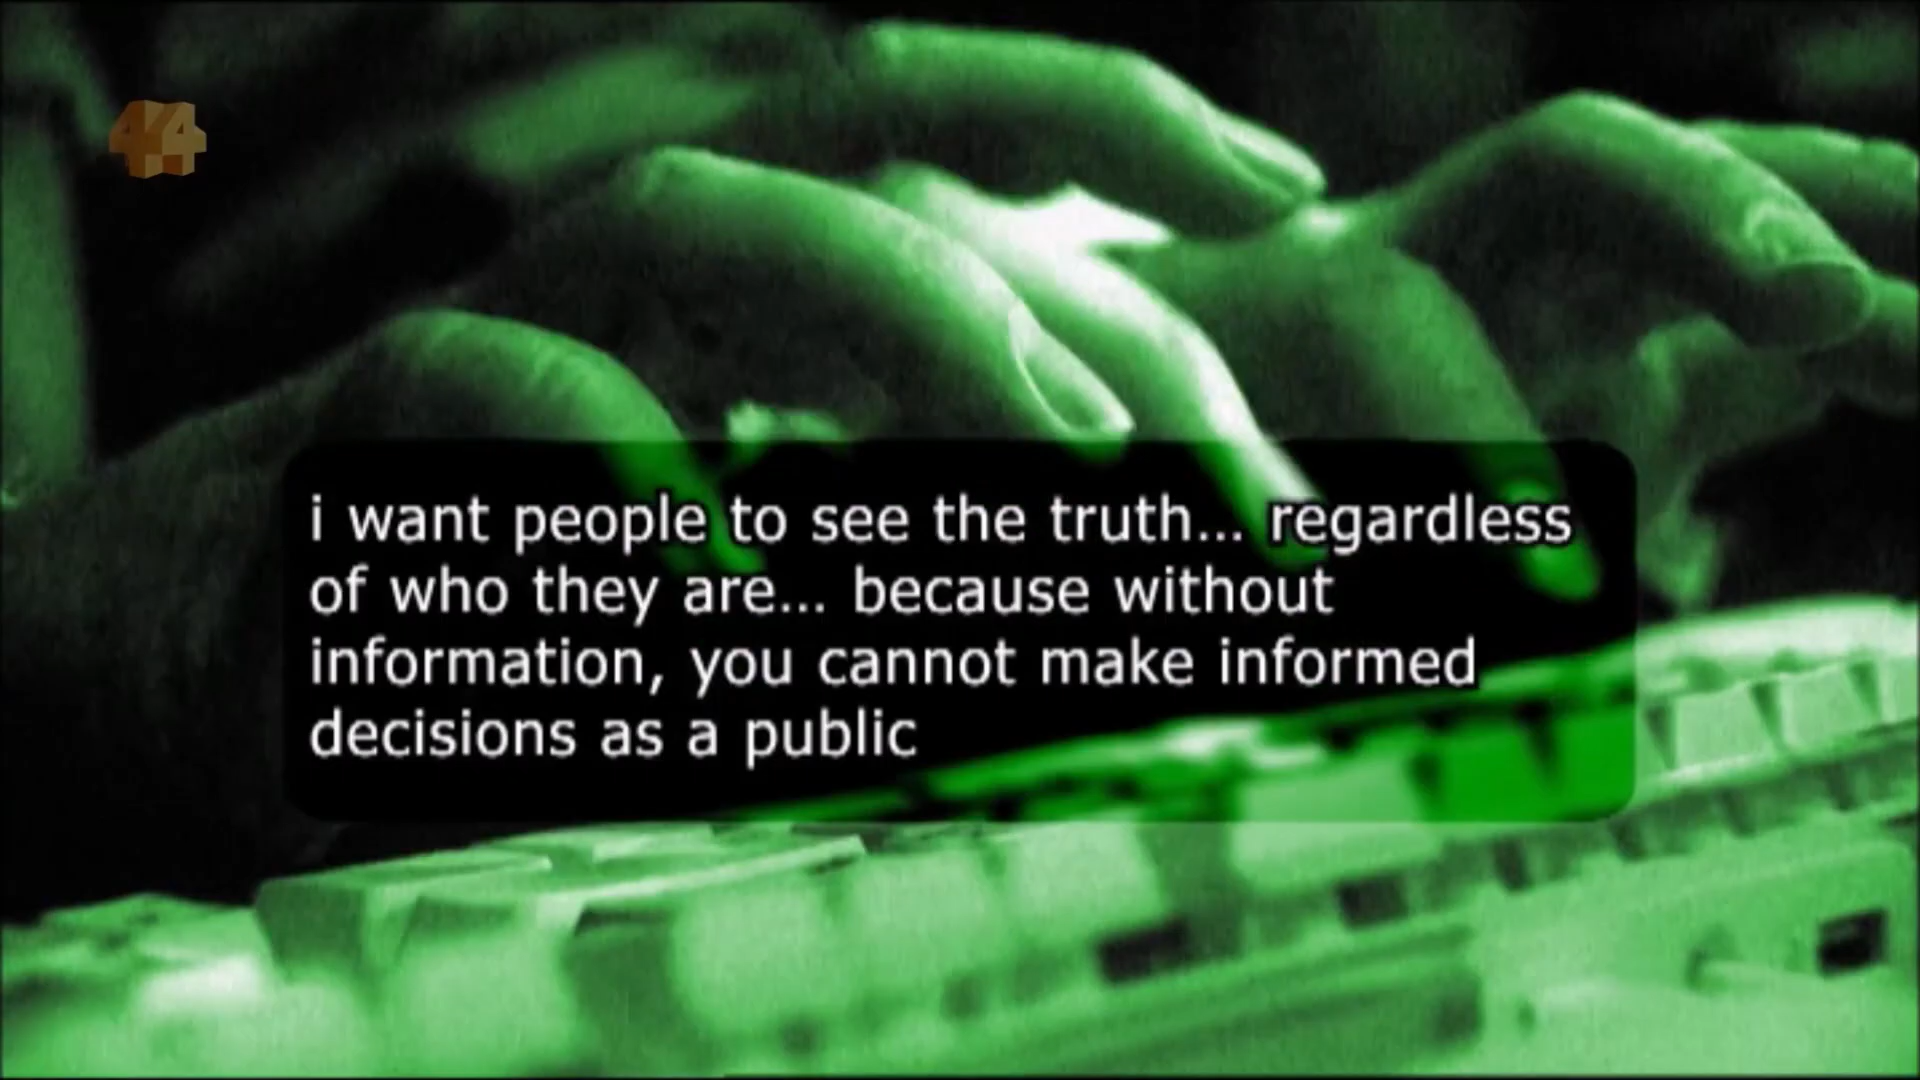 44
i want people to see the truth... regardless
of who they are... because without
information, you cannot make informed
decisions as a public